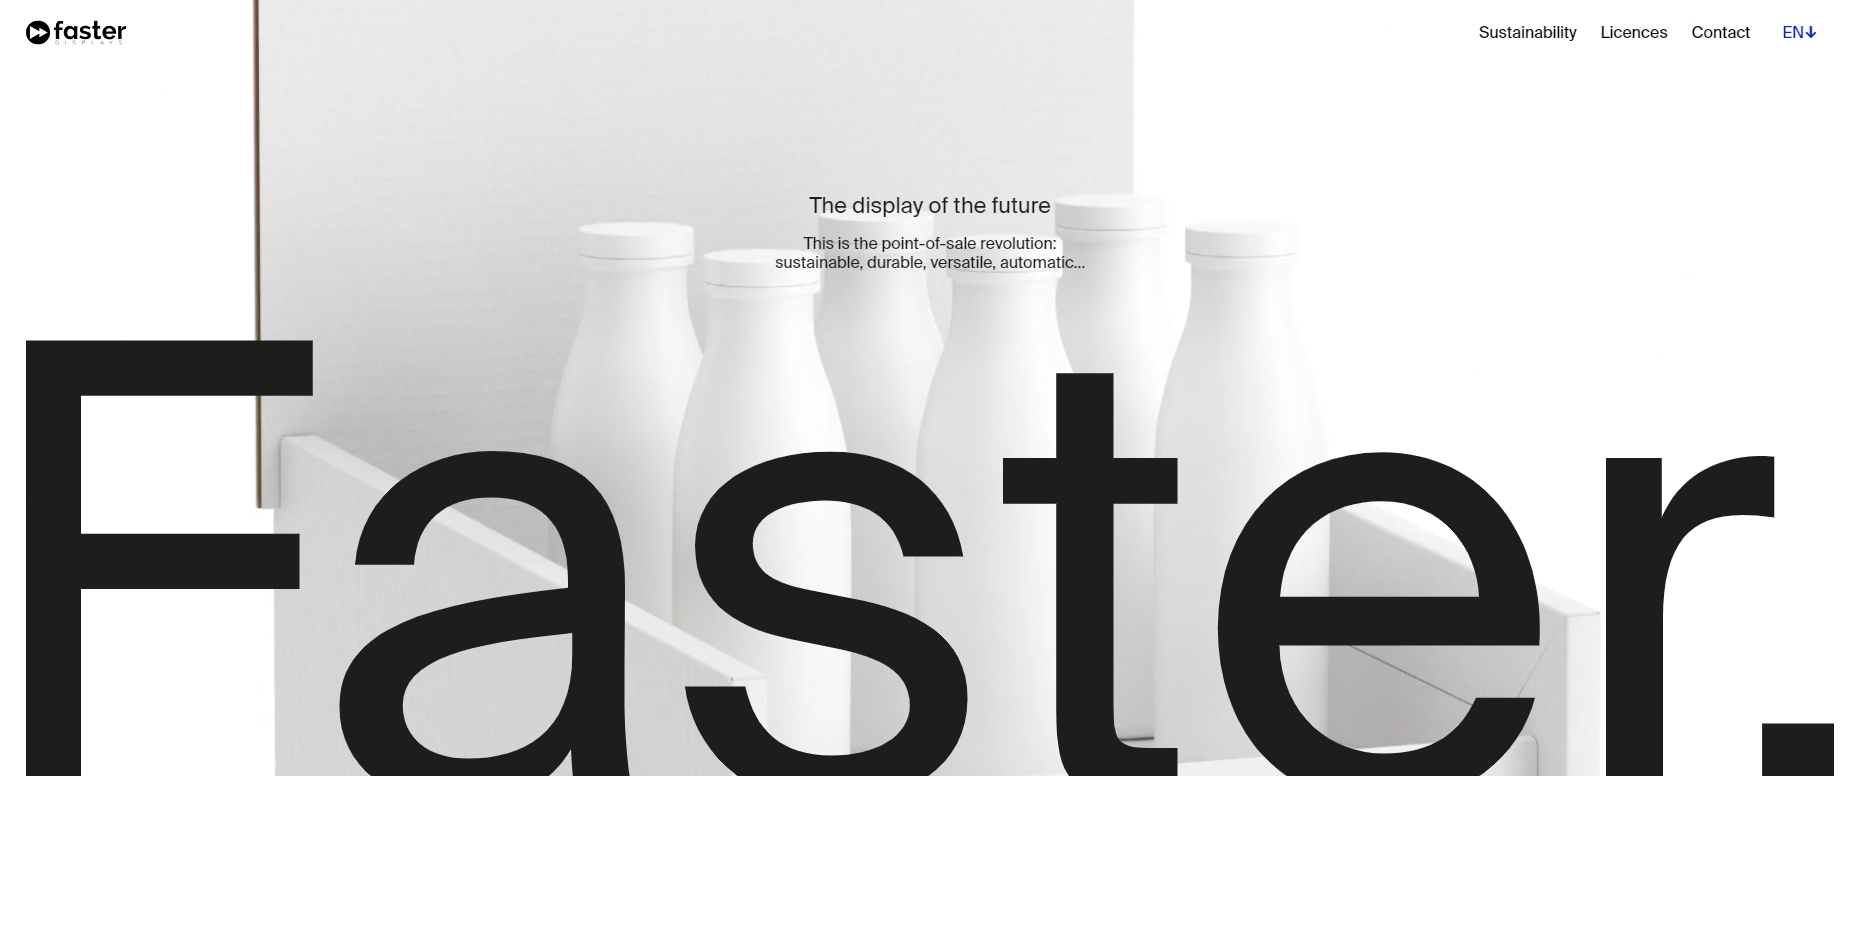 faster
DISPLAYS
Sustainability
Licences
Contact
EN↓
The display of the future
This is the point-of-sale revolution:
sustainable, durable, versatile, automatic...
Faster.